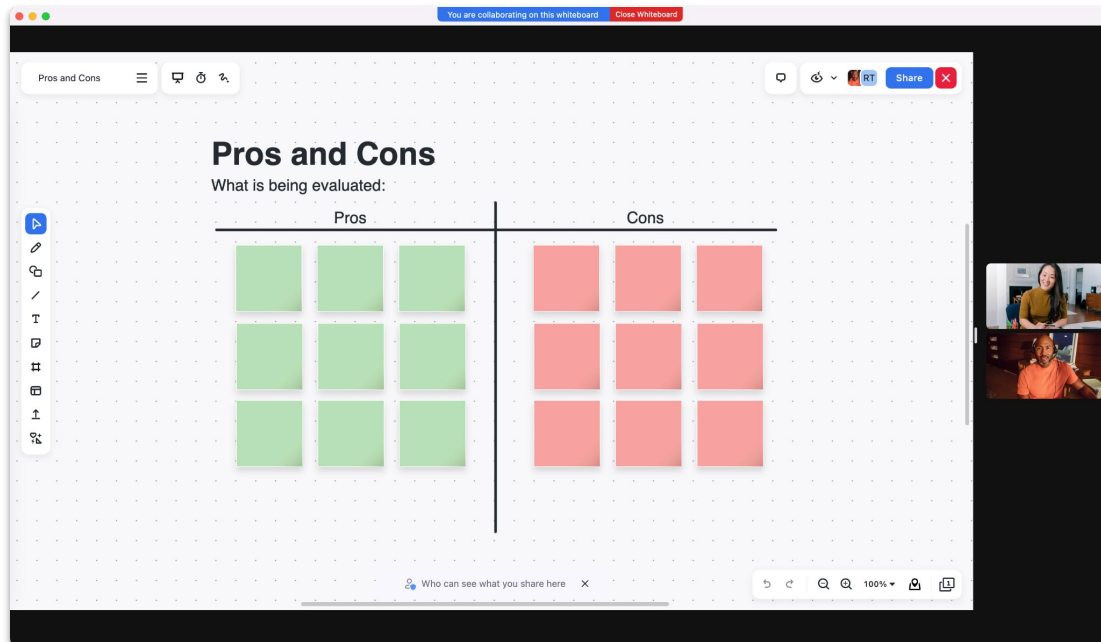 You are collaborating on this whiteboard Close Whiteboard
Pros and Cons
RT Share
Pros and Cons
What is being evaluated:
Pros Cons
T
Who can see what you share here
100%
1